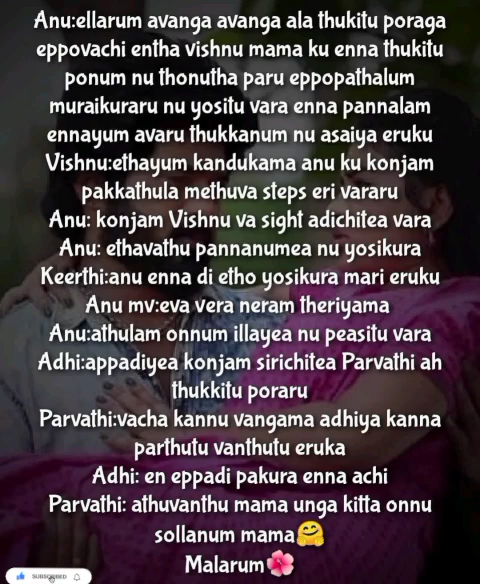 Anu:ellarum avanga avanga ala thukitu poraga
eppovachi entha vishnu mama ku enna thukitu
ponum nu thonutha paru eppopathalum
muraikuraru nu yositu vara enna pannalam
ennayum avaru thukkanum nu asaiya eruku
Vishnu:ethayum kandukama anu ku konjam
pakkathula methuva steps eri vararu
Anu: konjam Vishnu va sight adichitea vara
Anu: ethavathu pannanumea nu yosikura
Keerthi:anu enna di etho yosikura mari eruku
Anu mv:eva vera neram theriyama
Anu:athulam onnum illayea nu peasitu vara
Adhi:appadiyea konjam sirichitea Parvathi ah
thukkitu poraru
Parvathi:vacha kannu vangama adhiya kanna
parthutu vanthutu eruka
Adhi: en eppadi pakura enna achi
Parvathi: athuvanthu mama unga kitta onnu
sollanum mama🤗
Malarum🌺
SUBSCRIBED